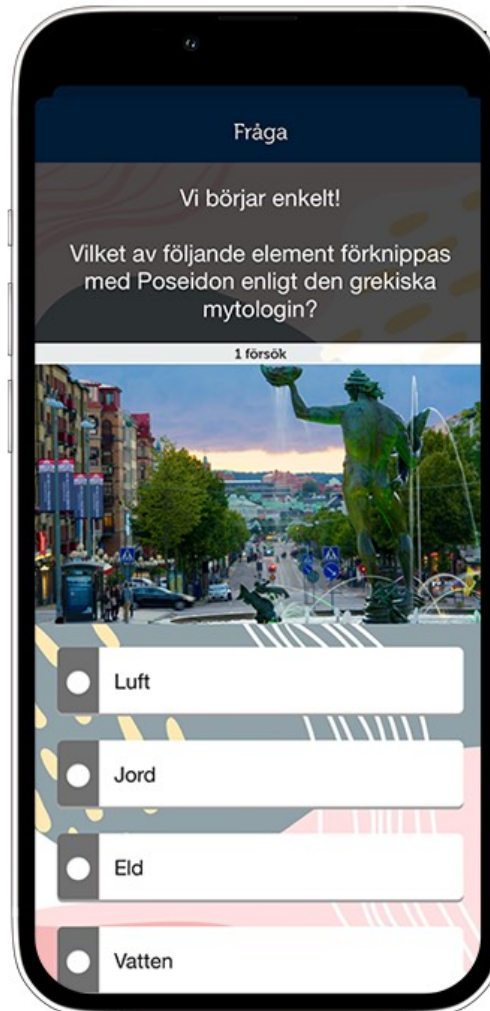 Fråga
Vi börjar enkelt!
Vilket av följande element förknippas
med Poseidon enligt den grekiska
mytologin?
1 försök
Luft
Jord
Eld
Vatten